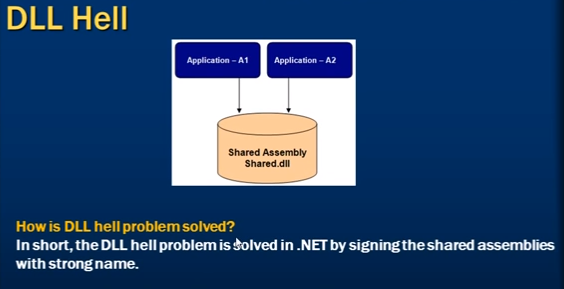 DLL Hell
Application – A1
Application – A2
Shared Assembly
Shared.dll
How is DLL hell problem solved?
In short, the DLL hell problem is solved in .NET by signing the shared assemblies
with strong name.